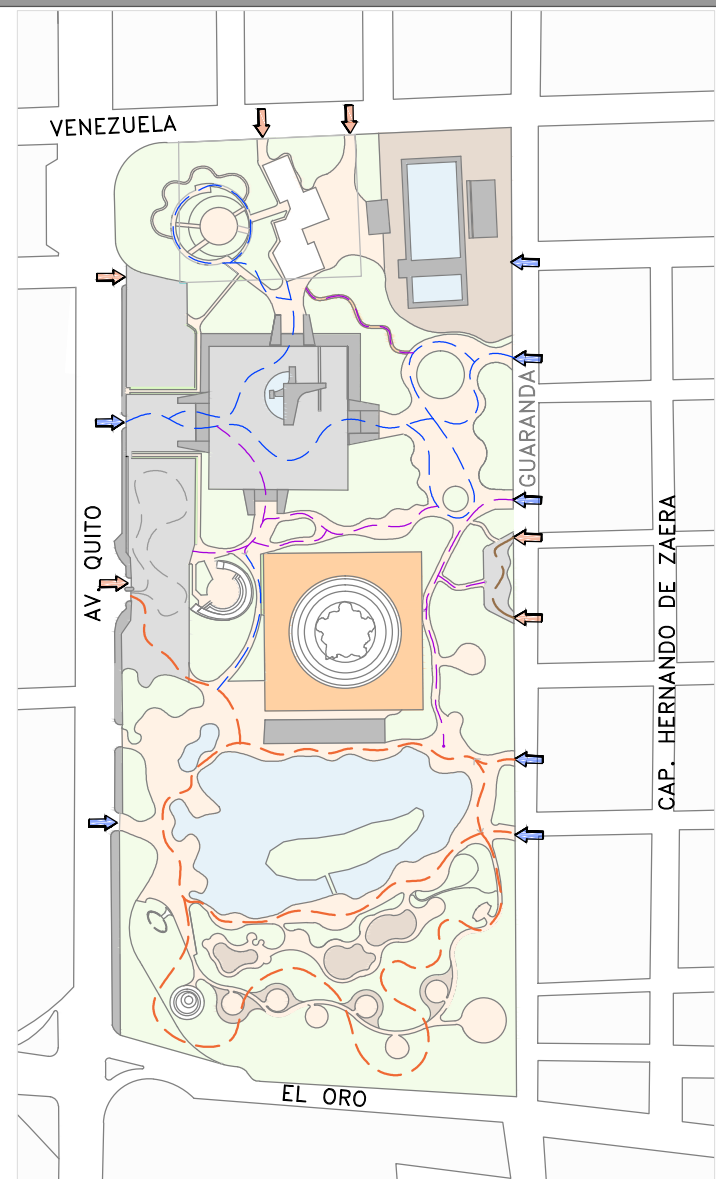 VENEZUELA
GUARANDA
AV. QUITO
CAP. HERNANDO DE ZAERA
EL ORO